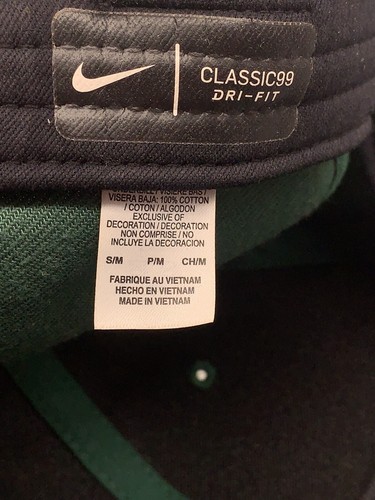 CLASSIC99
DRI-FIT
VISERA BAJA: 100% COTTON
/ COTON / ALGODON
EXCLUSIVE OF
DECORATION / DECORATION
NON COMPRISE / NO
INCLUYE LA DECORACION
S/M P/M CH/M
FABRIQUE AU VIETNAM
HECHO EN VIETNAM
MADE IN VIETNAM